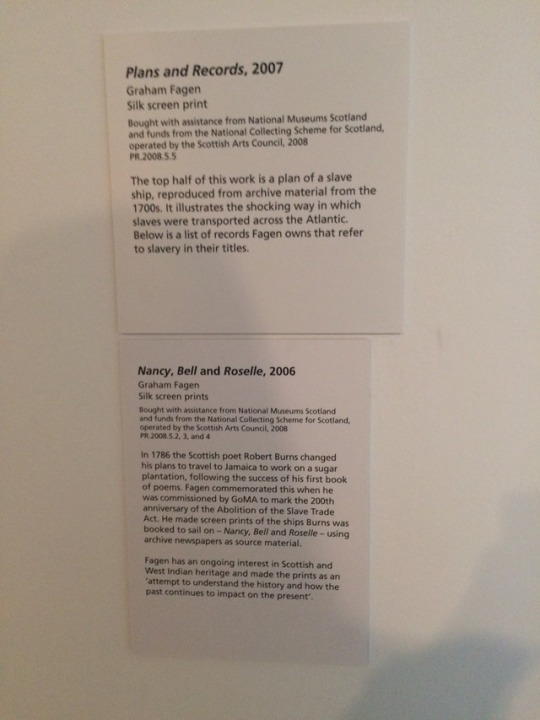 Plans and Records, 2007
Graham Fagen
Silk screen print
Bought with assistance from National Museums Scotland
and funds from the National Collecting Scheme for Scotland,
operated by the Scottish Arts Council, 2008
PR.2008.5.5
The top half of this work is a plan of a slave
ship, reproduced from archive material from the
1700s. It illustrates the shocking way in which
slaves were transported across the Atlantic.
Below is a list of records Fagen owns that refer
to slavery in their titles.
Nancy, Bell and Roselle, 2006
Graham Fagen
Silk screen prints
Bought with assistance from National Museums Scotland
and funds from the National Collecting Scheme for Scotland,
operated by the Scottish Arts Council, 2008
PR.2008.5.2, 3, and 4
In 1786 the Scottish poet Robert Burns changed
his plans to travel to Jamaica to work on a sugar
plantation, following the success of his first book
of poems. Fagen commemorated this when he
was commissioned by GoMA to mark the 200th
anniversary of the Abolition of the Slave Trade
Act. He made screen prints of the ships Burns was
booked to sail on – Nancy, Bell and Roselle – using
archive newspapers as source material.
Fagen has an ongoing interest in Scottish and
West Indian heritage and made the prints as an
'attempt to understand the history and how the
past continues to impact on the present'.